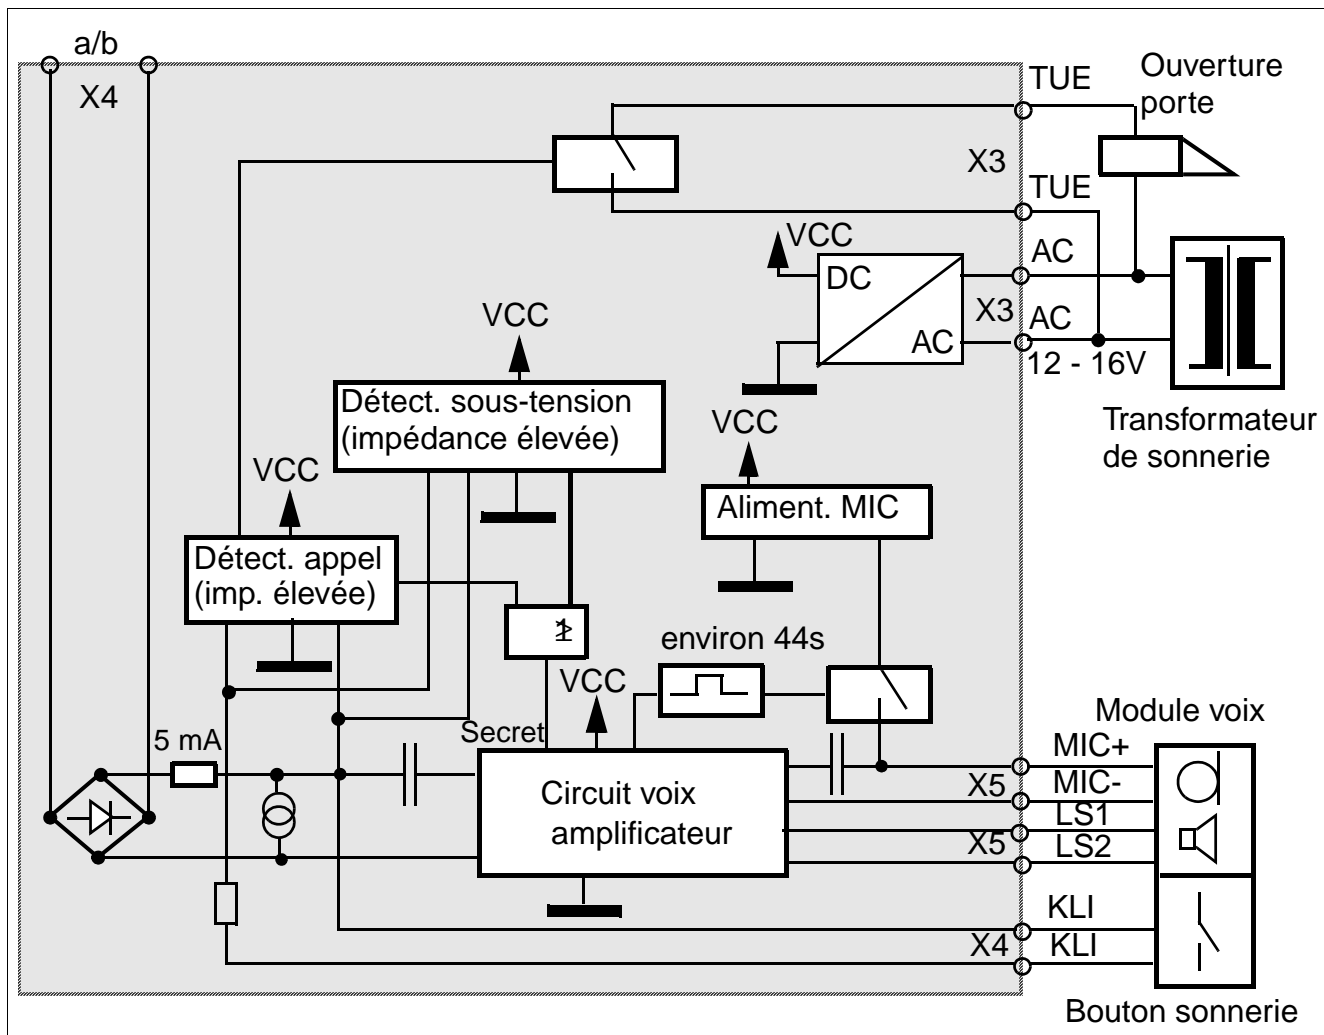 a/b
X4
TUE
Ouverture
porte
X3
TUE
VCC
AC
DC
AC
X3
AC
12 - 16V
VCC
Détect. sous-tension
(impédance élevée)
Transformateur
de sonnerie
VCC
VCC
Aliment. MIC
Détect. appel
(imp. élevée)
environ 44s
VCC
Secret
5 mA
Module voix
MIC+
X5
MIC-
LS1
X5
LS2
Circuit voix
amplificateur
KLI
X4
KLI
Bouton sonnerie